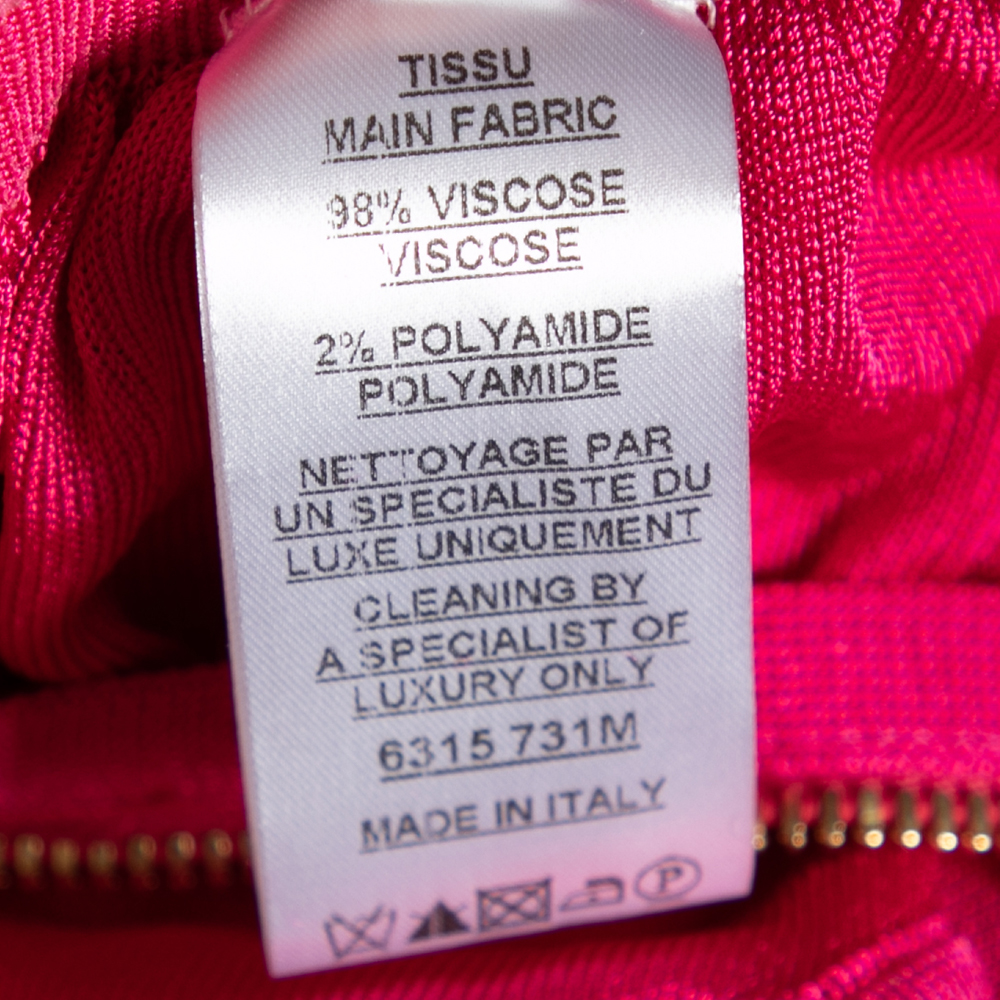 TISSU
MAIN FABRIC
98% VISCOSE
VISCOSE
2% POLYAMIDE
POLYAMIDE
NETTOYAGE PAR
UN SPECIALISTE DU
LUXE UNIQUEMENT
CLEANING BY
A SPECIALIST OF
LUXURY ONLY
6315 731M
MADE IN ITALY
P